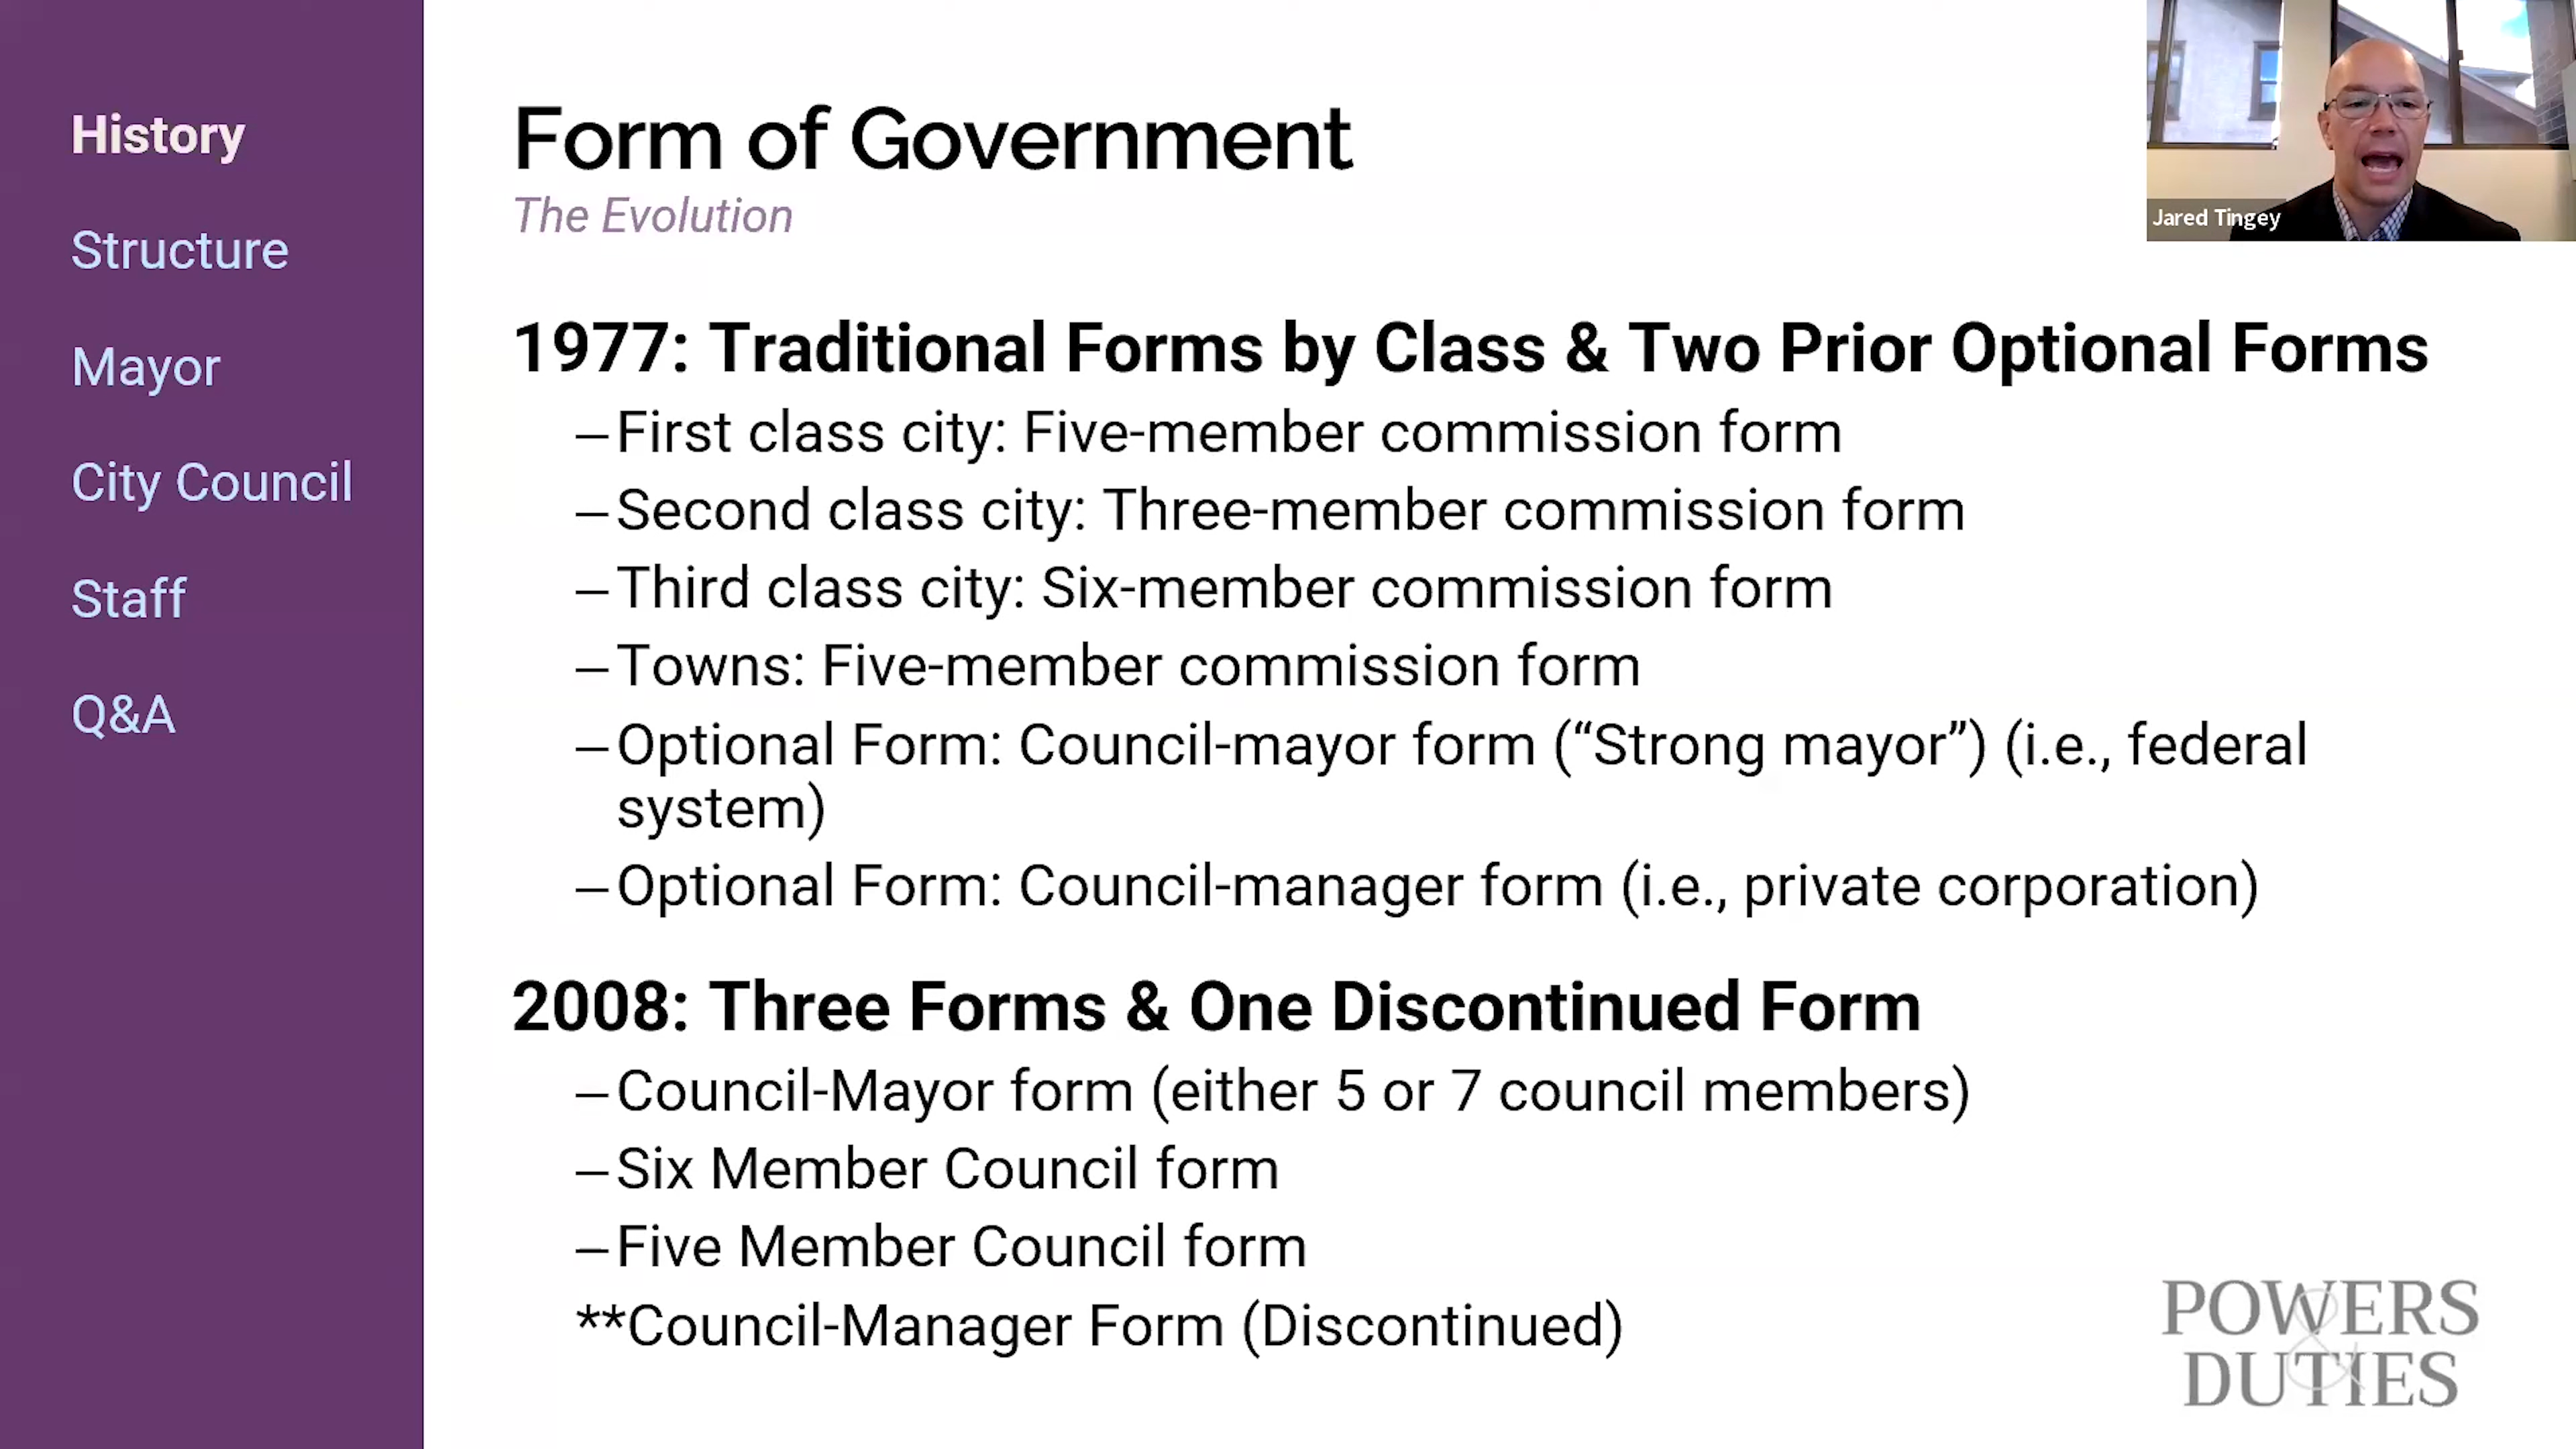 History
Structure
Mayor
City Council
Staff
Q&A
Form of Government
The Evolution
Jared Tingey
1977: Traditional Forms by Class & Two Prior Optional Forms
–First class city: Five-member commission form
–Second class city: Three-member commission form
–Third class city: Six-member commission form
–Towns: Five-member commission form
–Optional Form: Council-mayor form (“Strong mayor”) (i.e., federal
system)
–Optional Form: Council-manager form (i.e., private corporation)
2008: Three Forms & One Discontinued Form
–Council-Mayor form (either 5 or 7 council members)
–Six Member Council form
–Five Member Council form
**Council-Manager Form (Discontinued)
POWERS
&
DUTIES